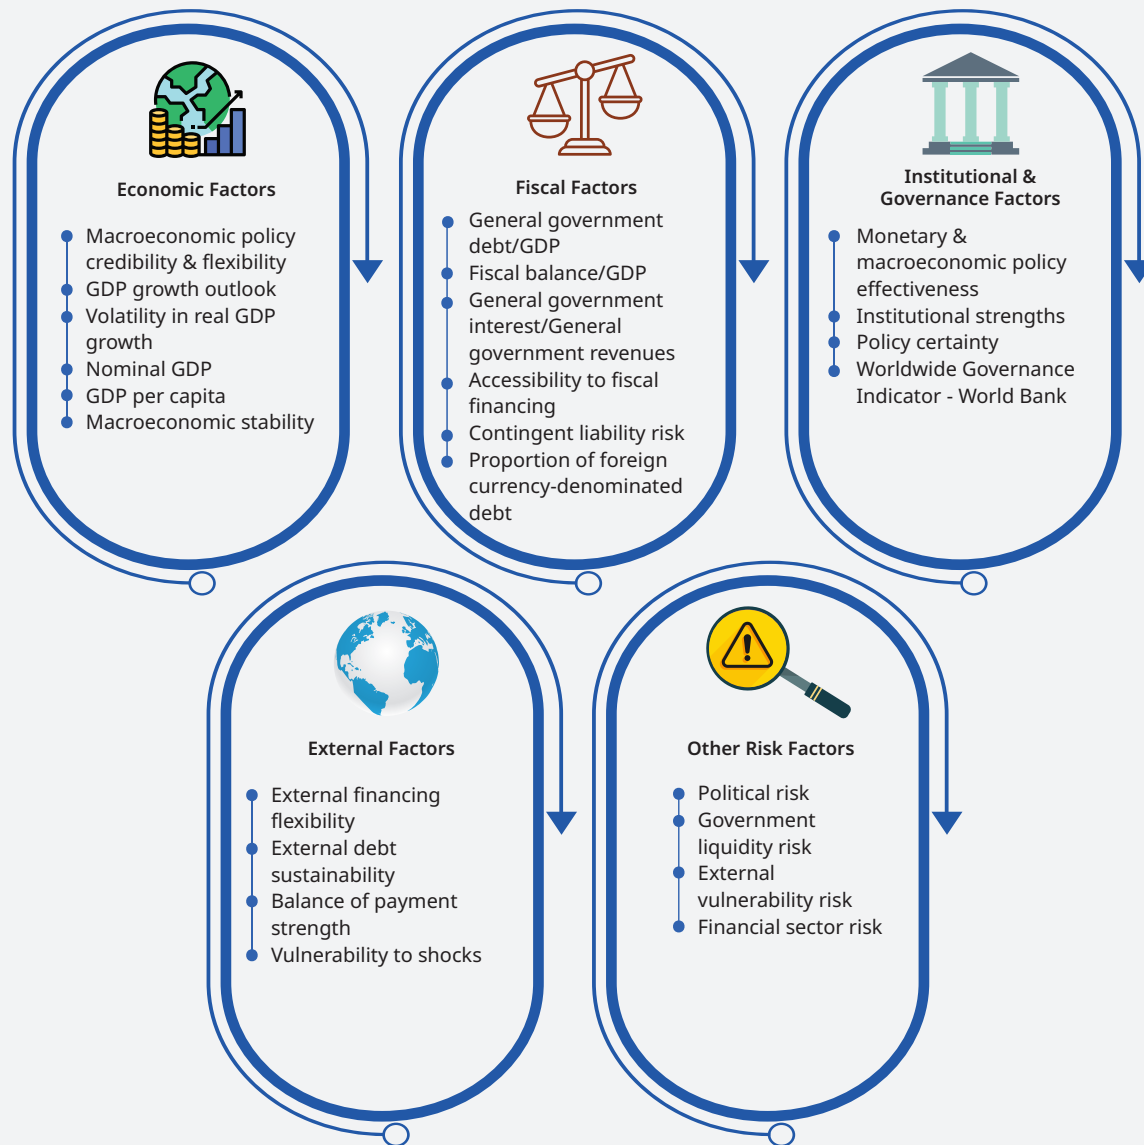 Economic Factors
Macroeconomic policy
credibility & flexibility
GDP growth outlook
Volatility in real GDP
growth
Nominal GDP
GDP per capita
Macroeconomic stability
Fiscal Factors
General government
debt/GDP
Fiscal balance/GDP
General government
interest/General
government revenues
Accessibility to fiscal
financing
Contingent liability risk
Proportion of foreign
currency-denominated
debt
Institutional &
Governance Factors
Monetary &
macroeconomic policy
effectiveness
Institutional strengths
Policy certainty
Worldwide Governance
Indicator - World Bank
External Factors
External financing
flexibility
External debt
sustainability
Balance of payment
strength
Vulnerability to shocks
Other Risk Factors
Political risk
Government
liquidity risk
External
vulnerability risk
Financial sector risk